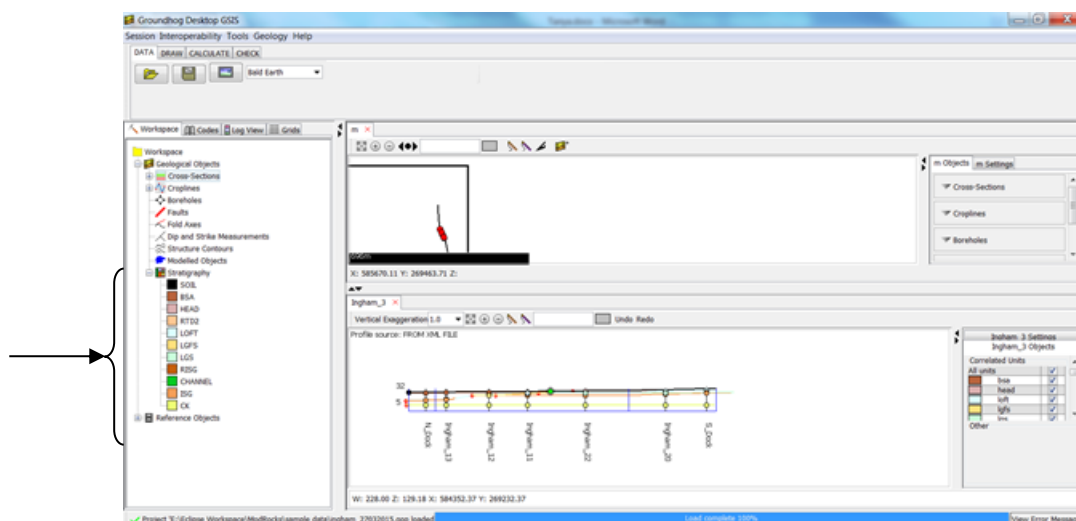 Groundhog Desktop GSIS
Session Interoperability Tools Geology Help
DATA DRAW CALCULATE CHECK
Bald Earth
Workspace Codes Log View Grids
Workspace
Geological Objects
Cross-Sections
Croplines
Boreholes
Faults
Fold Axes
Dip and Strike Measurements
Structure Contours
Modelled Objects
Stratigraphy
SOIL
BSA
HEAD
RTD2
LOFT
LGFS
LGS
RISG
CHANNEL
ISG
CK
Reference Objects
m
m Objects m Settings
Cross-Sections
Croplines
Boreholes
X: 585670.11 Y: 269463.71 Z:
Ingham_3
Vertical Exaggeration 1.0 Undo Redo
Profile source: FROM XML FILE
32
5
N_Dock
Ingham_13
Ingham_12
Ingham_11
Ingham_22
Ingham_20
S_Dock
Ingham 3 Settings
Ingham_3 Objects
Correlated Units
All units
bsa
head
loft
lgfs
Other
W: 228.00 Z: 129.18 X: 584352.37 Y: 269232.37
Load complete 100%
View Error Messag